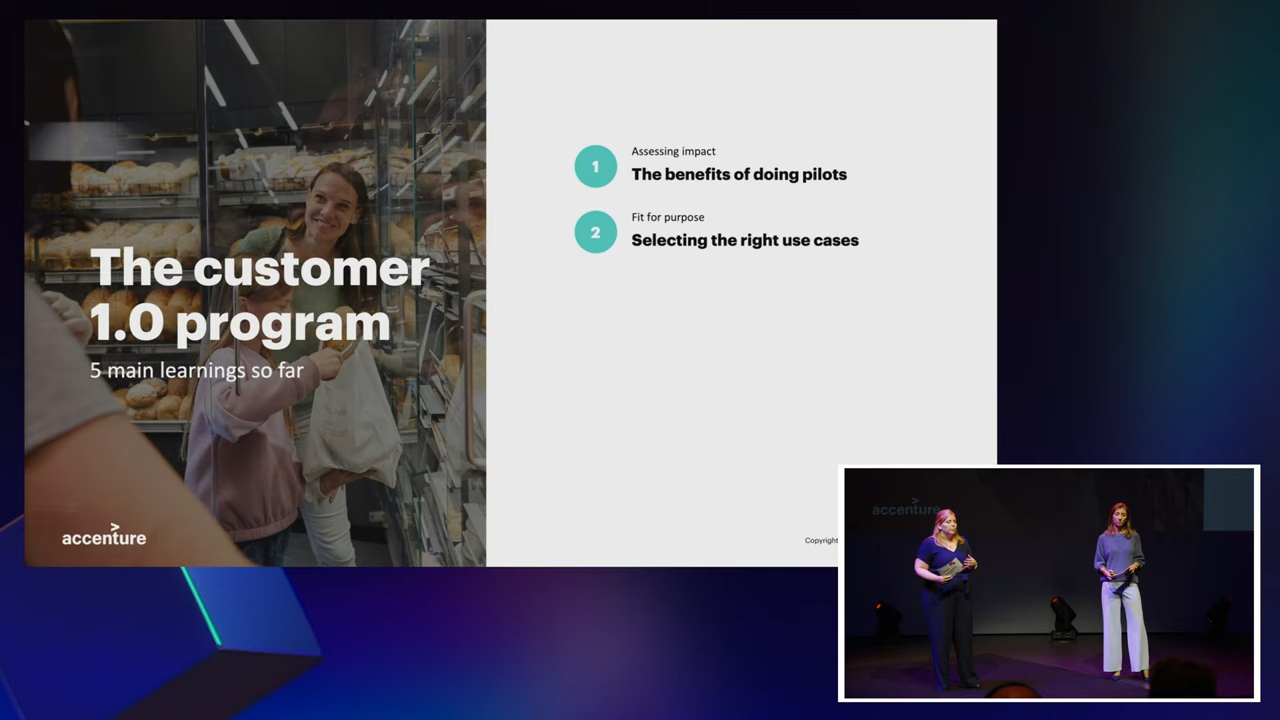 The customer
1.0 program
5 main learnings so far
accenture
1
Assessing impact
The benefits of doing pilots
2
Fit for purpose
Selecting the right use cases
Copyright
accenture